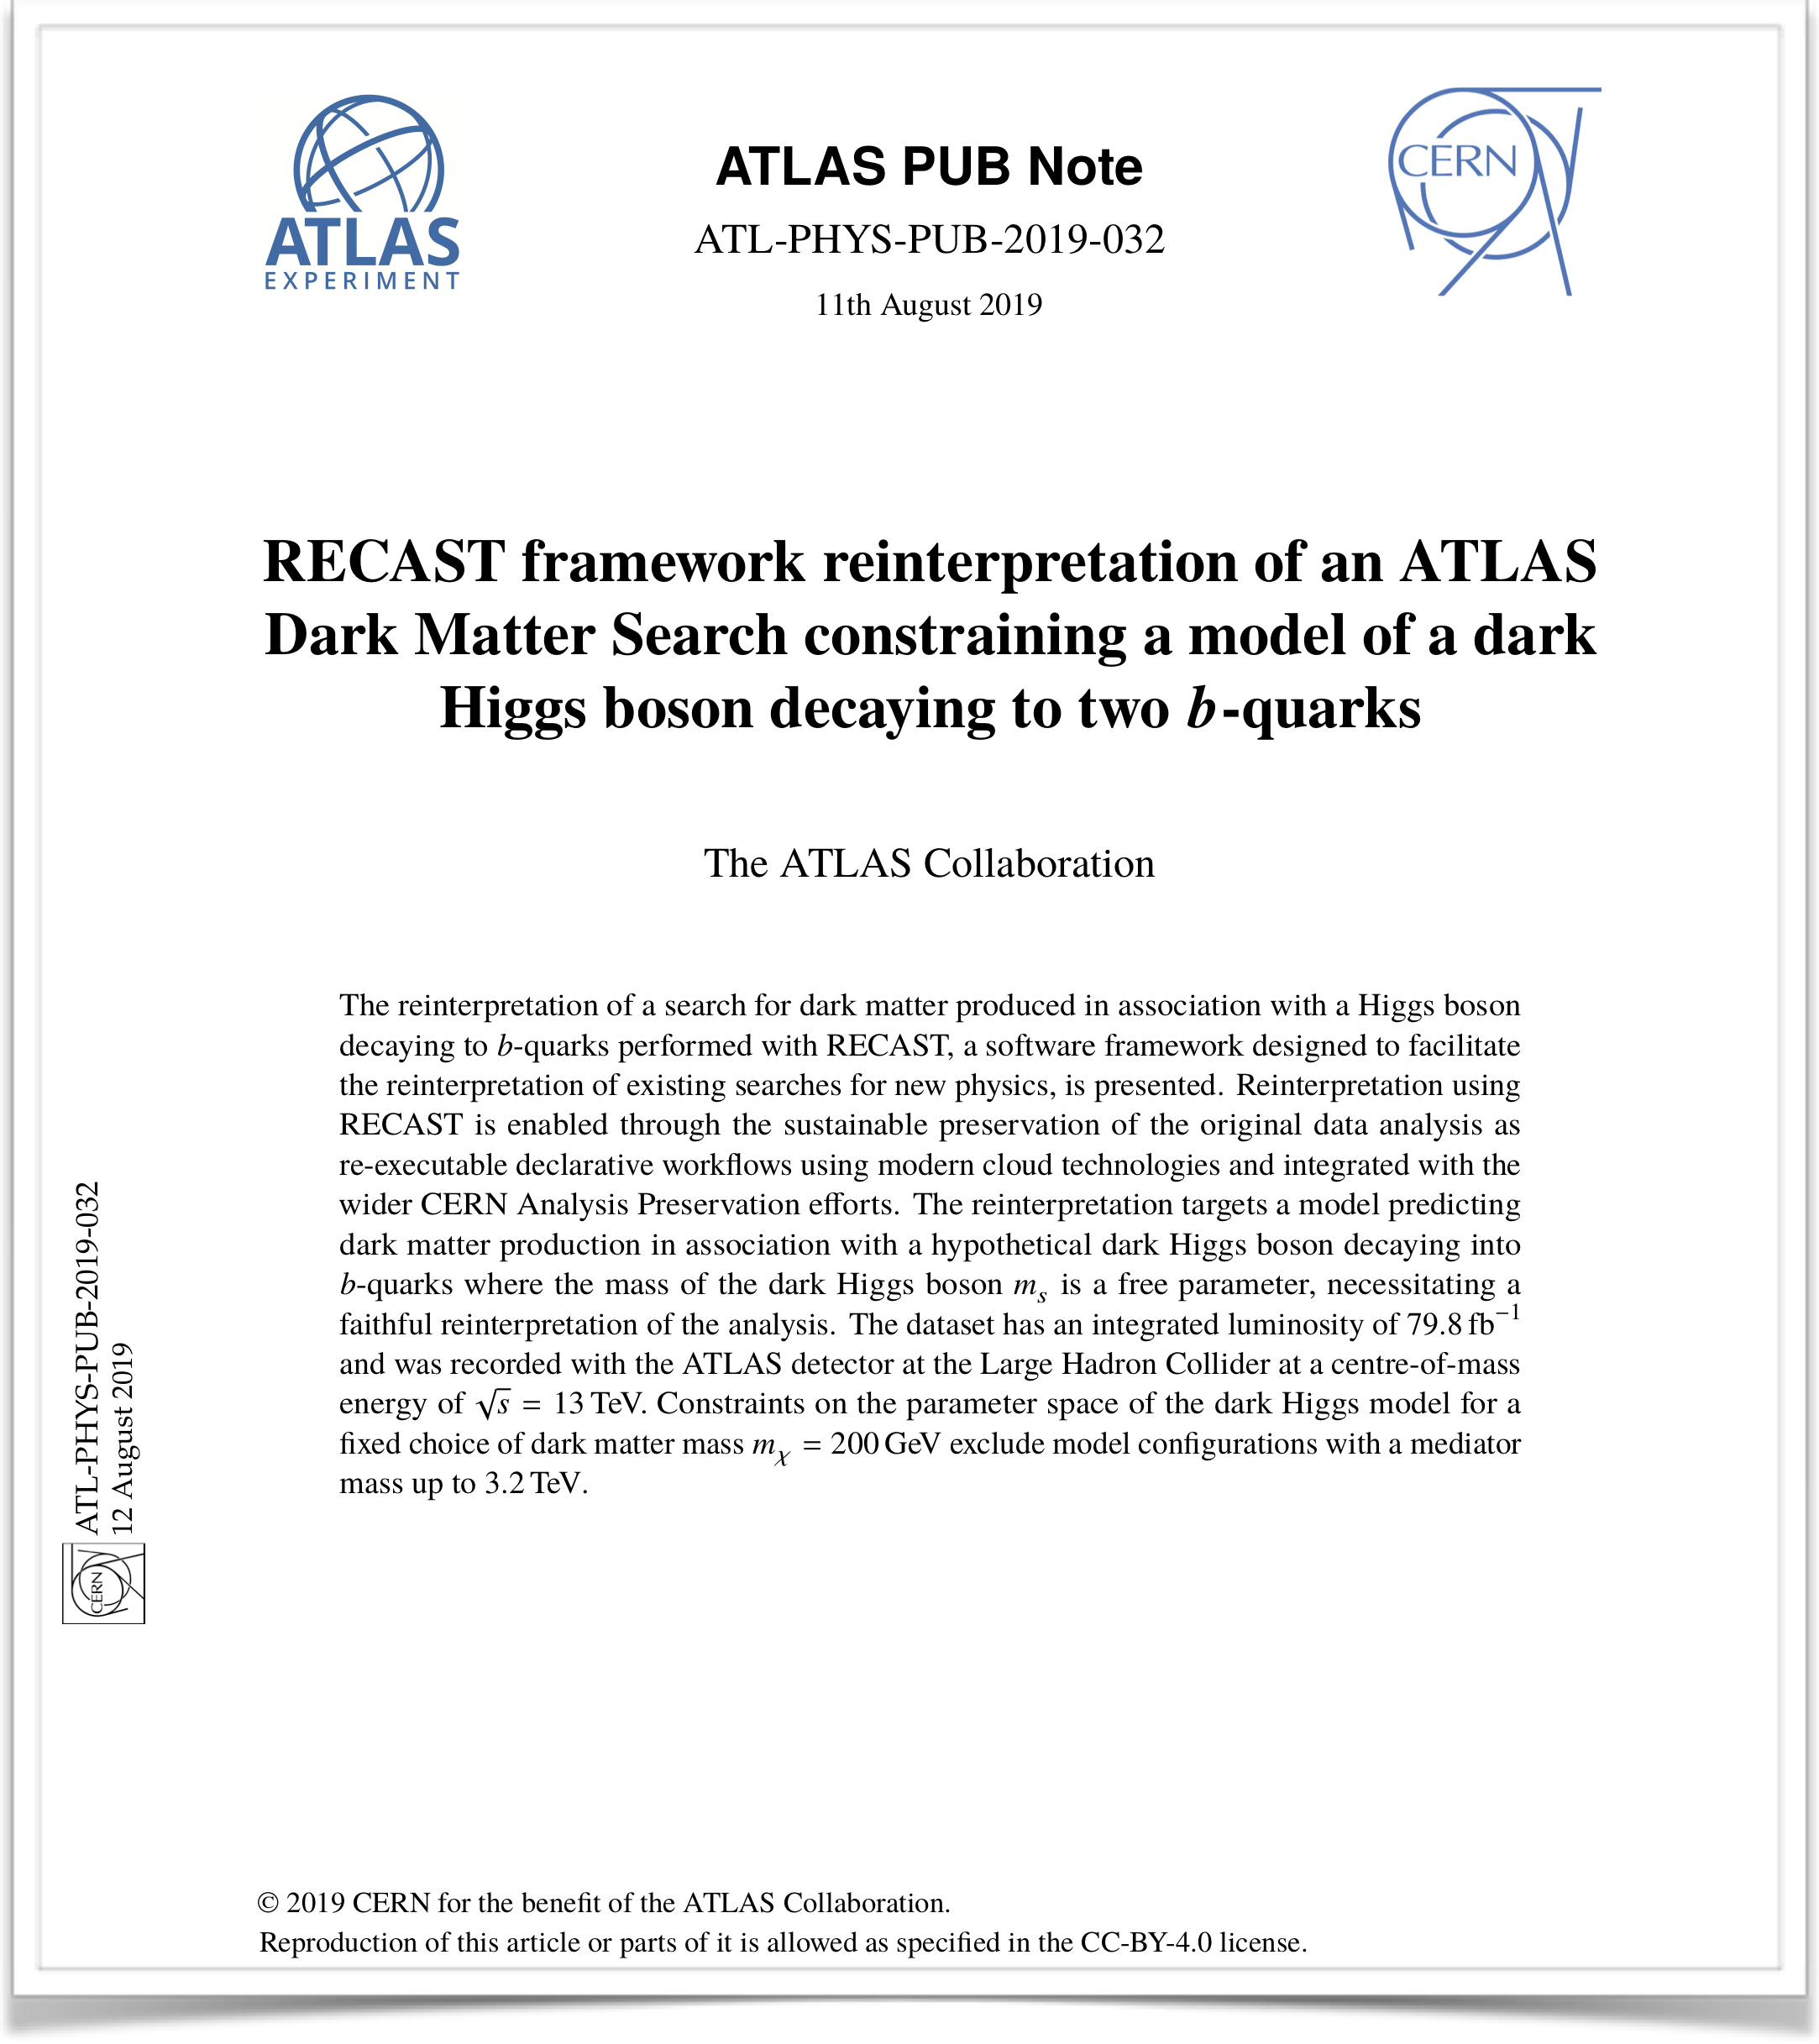 ATLAS
EXPERIMENT
ATLAS PUB Note
ATL-PHYS-PUB-2019-032
11th August 2019
CERN
RECAST framework reinterpretation of an ATLAS
Dark Matter Search constraining a model of a dark
Higgs boson decaying to two b-quarks
The ATLAS Collaboration
The reinterpretation of a search for dark matter produced in association with a Higgs boson
decaying to b-quarks performed with RECAST, a software framework designed to facilitate
the reinterpretation of existing searches for new physics, is presented. Reinterpretation using
RECAST is enabled through the sustainable preservation of the original data analysis as
re-executable declarative workflows using modern cloud technologies and integrated with the
wider CERN Analysis Preservation efforts. The reinterpretation targets a model predicting
dark matter production in association with a hypothetical dark Higgs boson decaying into
b-quarks where the mass of the dark Higgs boson mₛ is a free parameter, necessitating a
faithful reinterpretation of the analysis. The dataset has an integrated luminosity of 79.8 fb⁻¹
and was recorded with the ATLAS detector at the Large Hadron Collider at a centre-of-mass
energy of √s = 13 TeV. Constraints on the parameter space of the dark Higgs model for a
fixed choice of dark matter mass mᵪ = 200 GeV exclude model configurations with a mediator
mass up to 3.2 TeV.
ATL-PHYS-PUB-2019-032
12 August 2019
CERN
© 2019 CERN for the benefit of the ATLAS Collaboration.
Reproduction of this article or parts of it is allowed as specified in the CC-BY-4.0 license.